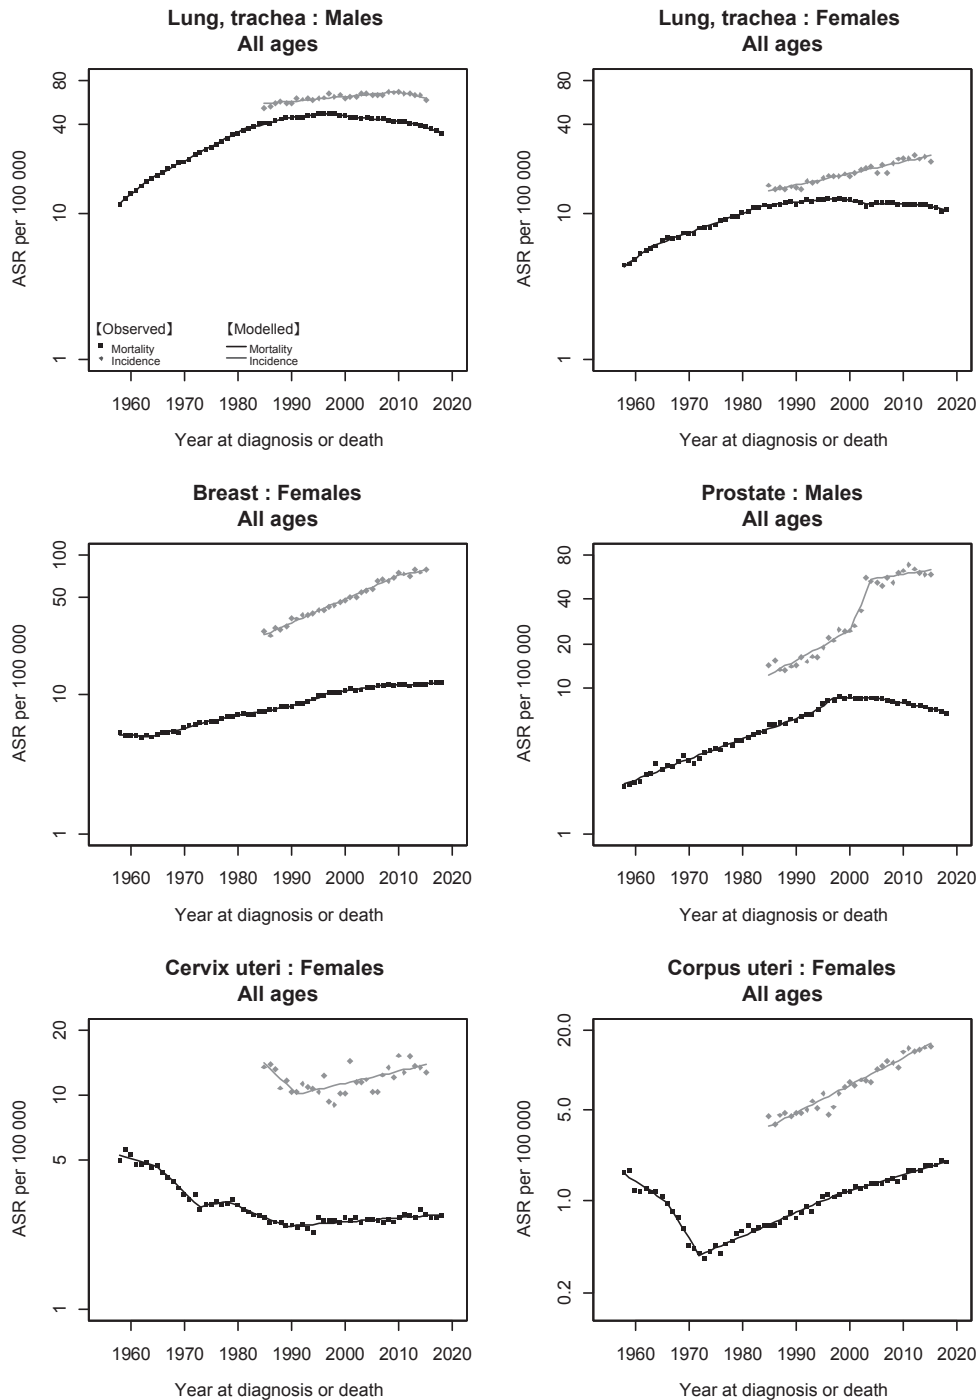 Lung, trachea : Males
All ages
ASR per 100 000
80
40
10
1
【Observed】
Mortality
Incidence
【Modelled】
Mortality
Incidence
1960 1970 1980 1990 2000 2010 2020
Year at diagnosis or death
Lung, trachea : Females
All ages
ASR per 100 000
80
40
10
1
1960 1970 1980 1990 2000 2010 2020
Year at diagnosis or death
Breast : Females
All ages
ASR per 100 000
100
50
10
1
1960 1970 1980 1990 2000 2010 2020
Year at diagnosis or death
Prostate : Males
All ages
ASR per 100 000
80
40
20
10
1
1960 1970 1980 1990 2000 2010 2020
Year at diagnosis or death
Cervix uteri : Females
All ages
ASR per 100 000
20
10
5
1
1960 1970 1980 1990 2000 2010 2020
Year at diagnosis or death
Corpus uteri : Females
All ages
ASR per 100 000
20.0
5.0
1.0
0.2
1960 1970 1980 1990 2000 2010 2020
Year at diagnosis or death